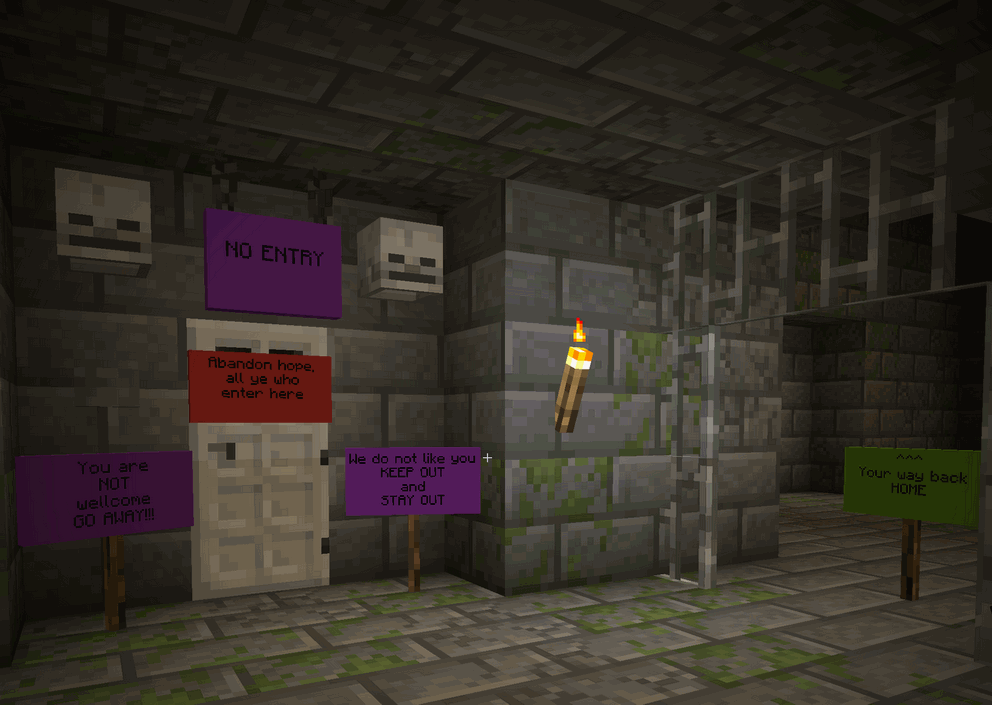 NO ENTRY
Abandon hope,
all ye who
enter here
You are
NOT
wellcome
GO AWAY!!!
We do not like you
KEEP OUT
and
STAY OUT
^^^
Your way back
HOME